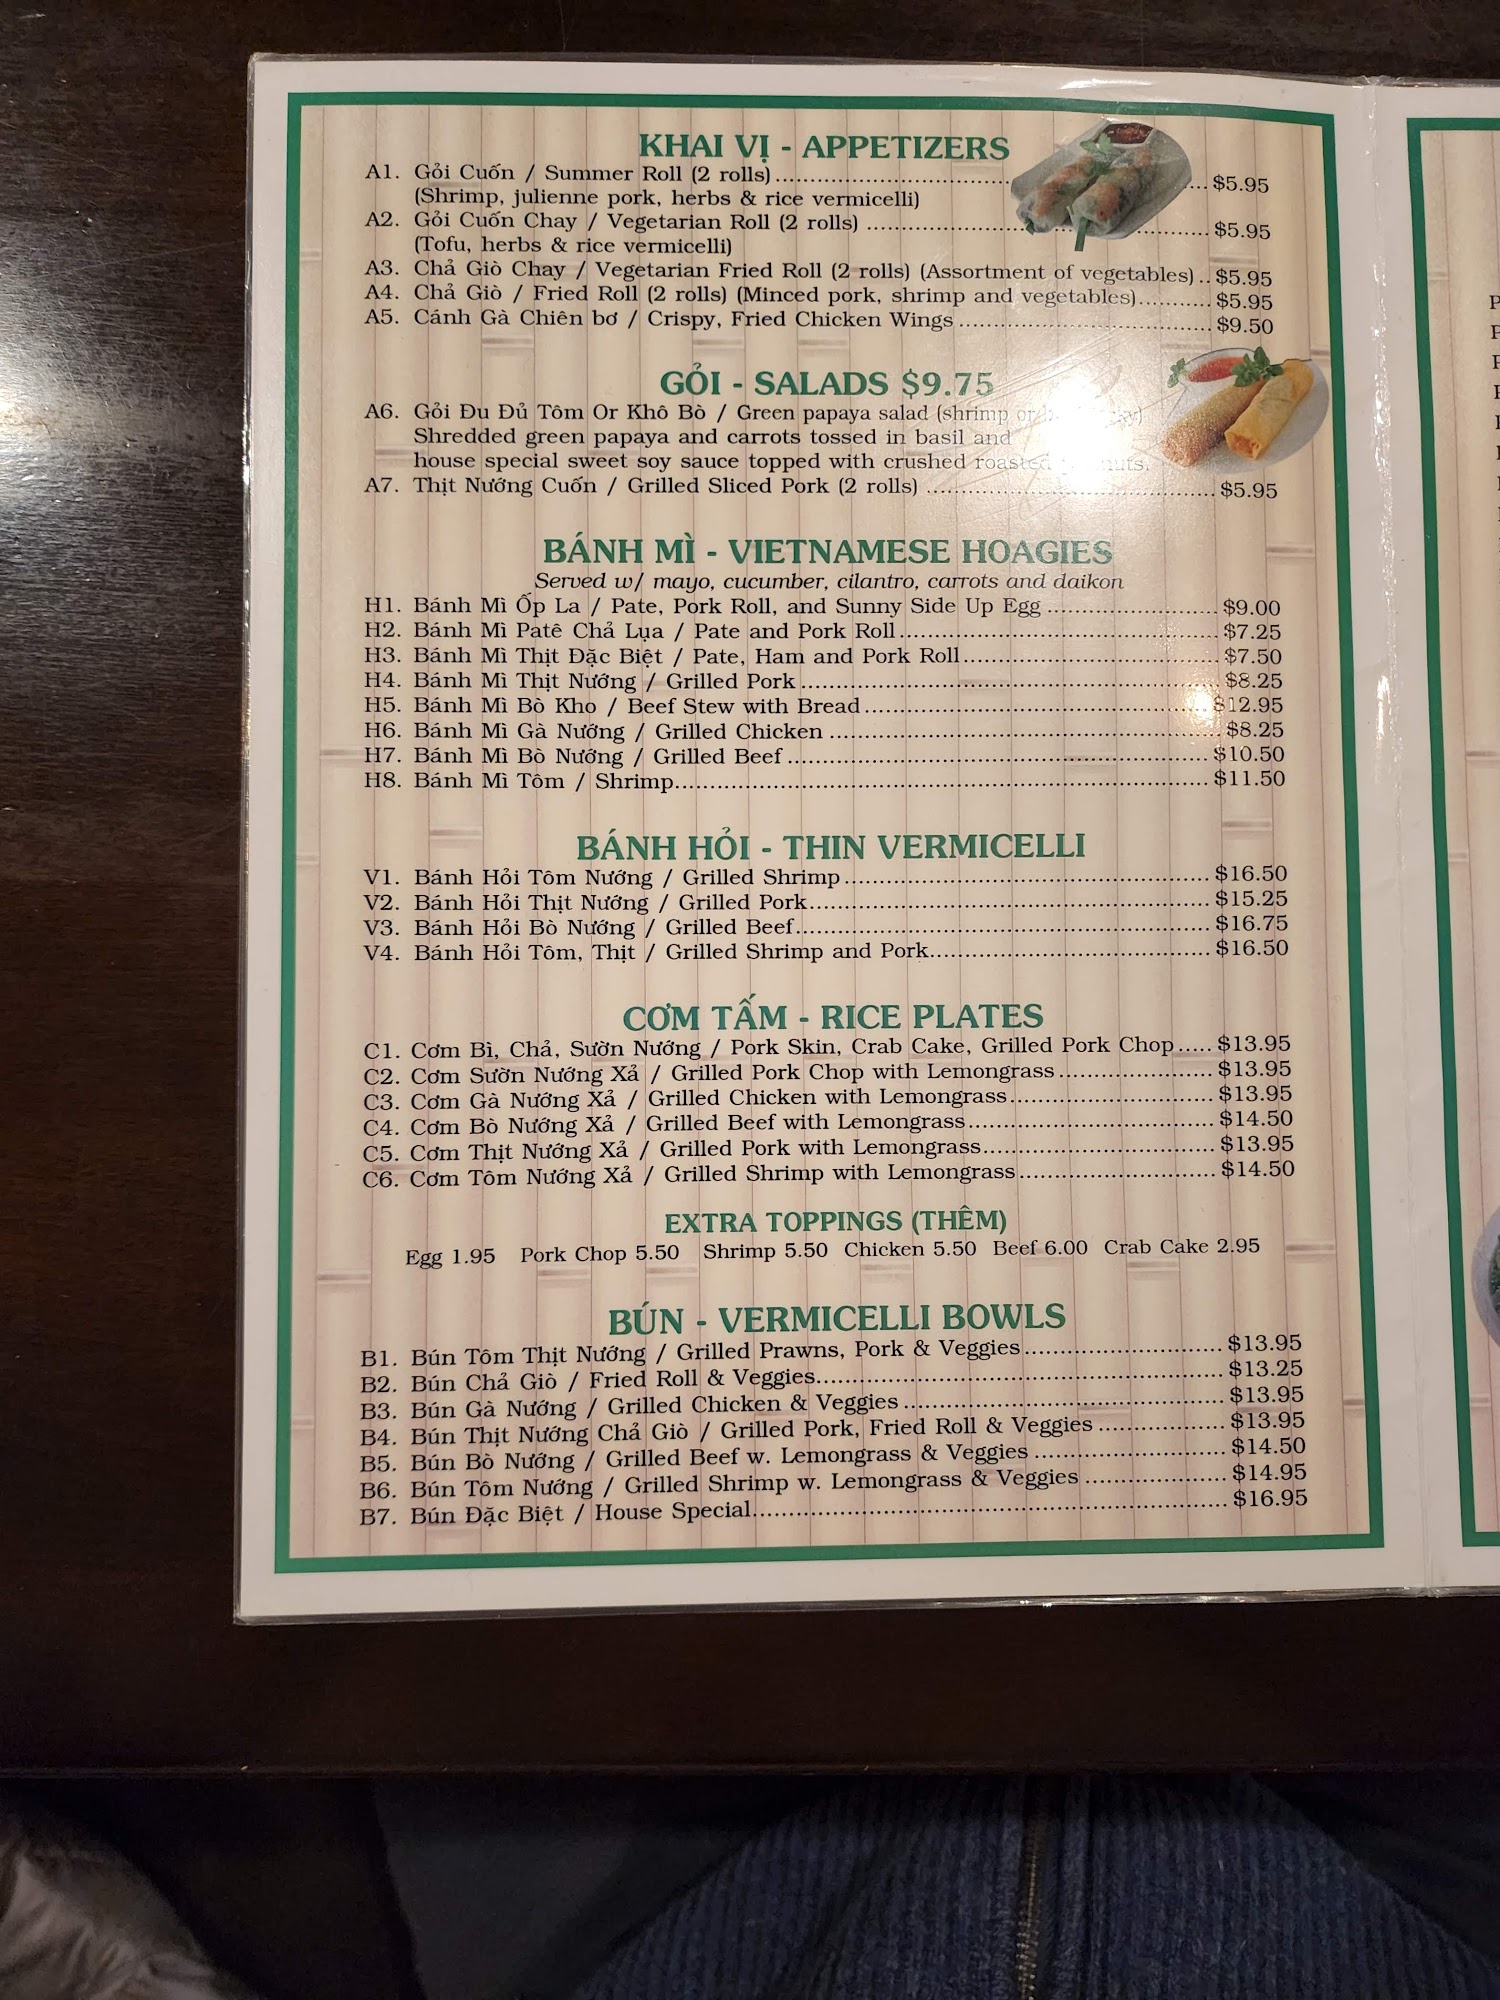 KHAI VỊ - APPETIZERS
A1. Gỏi Cuốn / Summer Roll (2 rolls) $5.95
(Shrimp, julienne pork, herbs & rice vermicelli)
A2. Gỏi Cuốn Chay / Vegetarian Roll (2 rolls) $5.95
(Tofu, herbs & rice vermicelli)
A3. Chả Giò Chay / Vegetarian Fried Roll (2 rolls) (Assortment of vegetables) $5.95
A4. Chả Giò / Fried Roll (2 rolls) (Minced pork, shrimp and vegetables) $5.95
A5. Cánh Gà Chiên bơ / Crispy, Fried Chicken Wings $9.50
GỎI - SALADS $9.75
A6. Gỏi Đu Đủ Tôm Or Khô Bò / Green papaya salad (shrimp or
Shredded green papaya and carrots tossed in basil and
house special sweet soy sauce topped with crushed roasted
A7. Thịt Nướng Cuốn / Grilled Sliced Pork (2 rolls) $5.95
BÁNH MÌ - VIETNAMESE HOAGIES
Served w/ mayo, cucumber, cilantro, carrots and daikon
H1. Bánh Mì Ốp La / Pate, Pork Roll, and Sunny Side Up Egg $9.00
H2. Bánh Mì Patê Chả Lụa / Pate and Pork Roll $7.25
H3. Bánh Mì Thịt Đặc Biệt / Pate, Ham and Pork Roll $7.50
H4. Bánh Mì Thịt Nướng / Grilled Pork $8.25
H5. Bánh Mì Bò Kho / Beef Stew with Bread $12.95
H6. Bánh Mì Gà Nướng / Grilled Chicken $8.25
H7. Bánh Mì Bò Nướng / Grilled Beef $10.50
H8. Bánh Mì Tôm / Shrimp $11.50
BÁNH HỎI - THIN VERMICELLI
V1. Bánh Hỏi Tôm Nướng / Grilled Shrimp $16.50
V2. Bánh Hỏi Thịt Nướng / Grilled Pork $15.25
V3. Bánh Hỏi Bò Nướng / Grilled Beef $16.75
V4. Bánh Hỏi Tôm, Thịt / Grilled Shrimp and Pork $16.50
CƠM TẤM - RICE PLATES
C1. Cơm Bì, Chả, Sườn Nướng / Pork Skin, Crab Cake, Grilled Pork Chop $13.95
C2. Cơm Sườn Nướng Xả / Grilled Pork Chop with Lemongrass $13.95
C3. Cơm Gà Nướng Xả / Grilled Chicken with Lemongrass $13.95
C4. Cơm Bò Nướng Xả / Grilled Beef with Lemongrass $14.50
C5. Cơm Thịt Nướng Xả / Grilled Pork with Lemongrass $13.95
C6. Cơm Tôm Nướng Xả / Grilled Shrimp with Lemongrass $14.50
EXTRA TOPPINGS (THÊM)
Egg 1.95 Pork Chop 5.50 Shrimp 5.50 Chicken 5.50 Beef 6.00 Crab Cake 2.95
BÚN - VERMICELLI BOWLS
B1. Bún Tôm Thịt Nướng / Grilled Prawns, Pork & Veggies $13.95
B2. Bún Chả Giò / Fried Roll & Veggies $13.25
B3. Bún Gà Nướng / Grilled Chicken & Veggies $13.95
B4. Bún Thịt Nướng Chả Giò / Grilled Pork, Fried Roll & Veggies $13.95
B5. Bún Bò Nướng / Grilled Beef w. Lemongrass & Veggies $14.50
B6. Bún Tôm Nướng / Grilled Shrimp w. Lemongrass & Veggies $14.95
B7. Bún Đặc Biệt / House Special $16.95